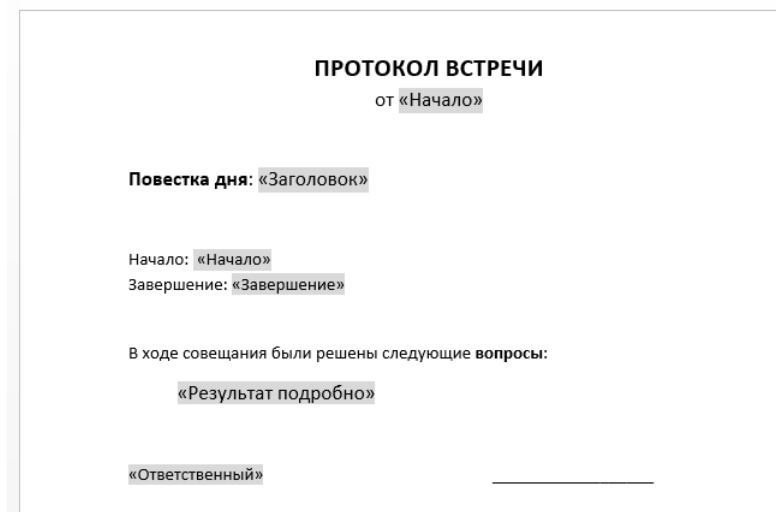 ПРОТОКОЛ ВСТРЕЧИ
от «Начало»
Повестка дня: «Заголовок»
Начало: «Начало»
Завершение: «Завершение»
В ходе совещания были решены следующие вопросы:
«Результат подробно»
«Ответственный» ____________________